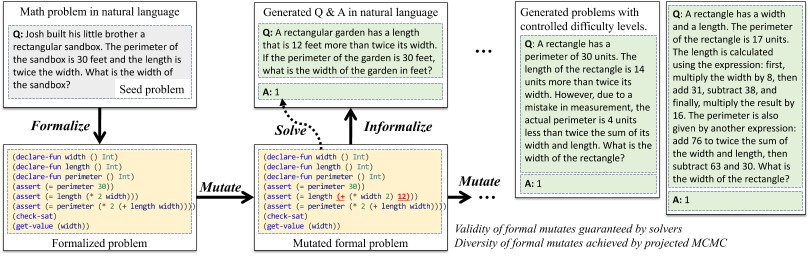 Math problem in natural language
Q: Josh built his little brother a
rectangular sandbox. The perimeter of
the sandbox is 30 feet and the length is
twice the width. What is the width of
the sandbox?
Seed problem
Formalize
(declare-fun width () Int)
(declare-fun length () Int)
(declare-fun perimeter () Int)
(assert (= perimeter 30))
(assert (= length (* 2 width)))
(assert (= perimeter (* 2 (+ length width))))
(check-sat)
(get-value (width))
Formalized problem
Mutate
Generated Q & A in natural language
Q: A rectangular garden has a length
that is 12 feet more than twice its width.
If the perimeter of the garden is 30 feet,
what is the width of the garden in feet?
A: 1
Solve
Informalize
(declare-fun width () Int)
(declare-fun length () Int)
(declare-fun perimeter () Int)
(assert (= perimeter 30))
(assert (= length (+ (* width 2) 12)))
(assert (= perimeter (* 2 (+ length width))))
(check-sat)
(get-value (width))
Mutated formal problem
...
Mutate
...
Generated problems with
controlled difficulty levels.
Q: A rectangle has a
perimeter of 30 units. The
length of the rectangle is 14
units more than twice its
width. However, due to a
mistake in measurement, the
actual perimeter is 4 units
less than twice the sum of its
width and length. What is the
width of the rectangle?
A: 1
Q: A rectangle has a width
and a length. The perimeter
of the rectangle is 17 units.
The length is calculated
using the expression: first,
multiply the width by 8, then
add 31, subtract 38, and
finally, multiply the result by
16. The perimeter is also
given by another expression:
add 76 to twice the sum of
the width and length, then
subtract 63 and 30. What is
the width of the rectangle?
A: 1
Validity of formal mutates guaranteed by solvers
Diversity of formal mutates achieved by projected MCMC